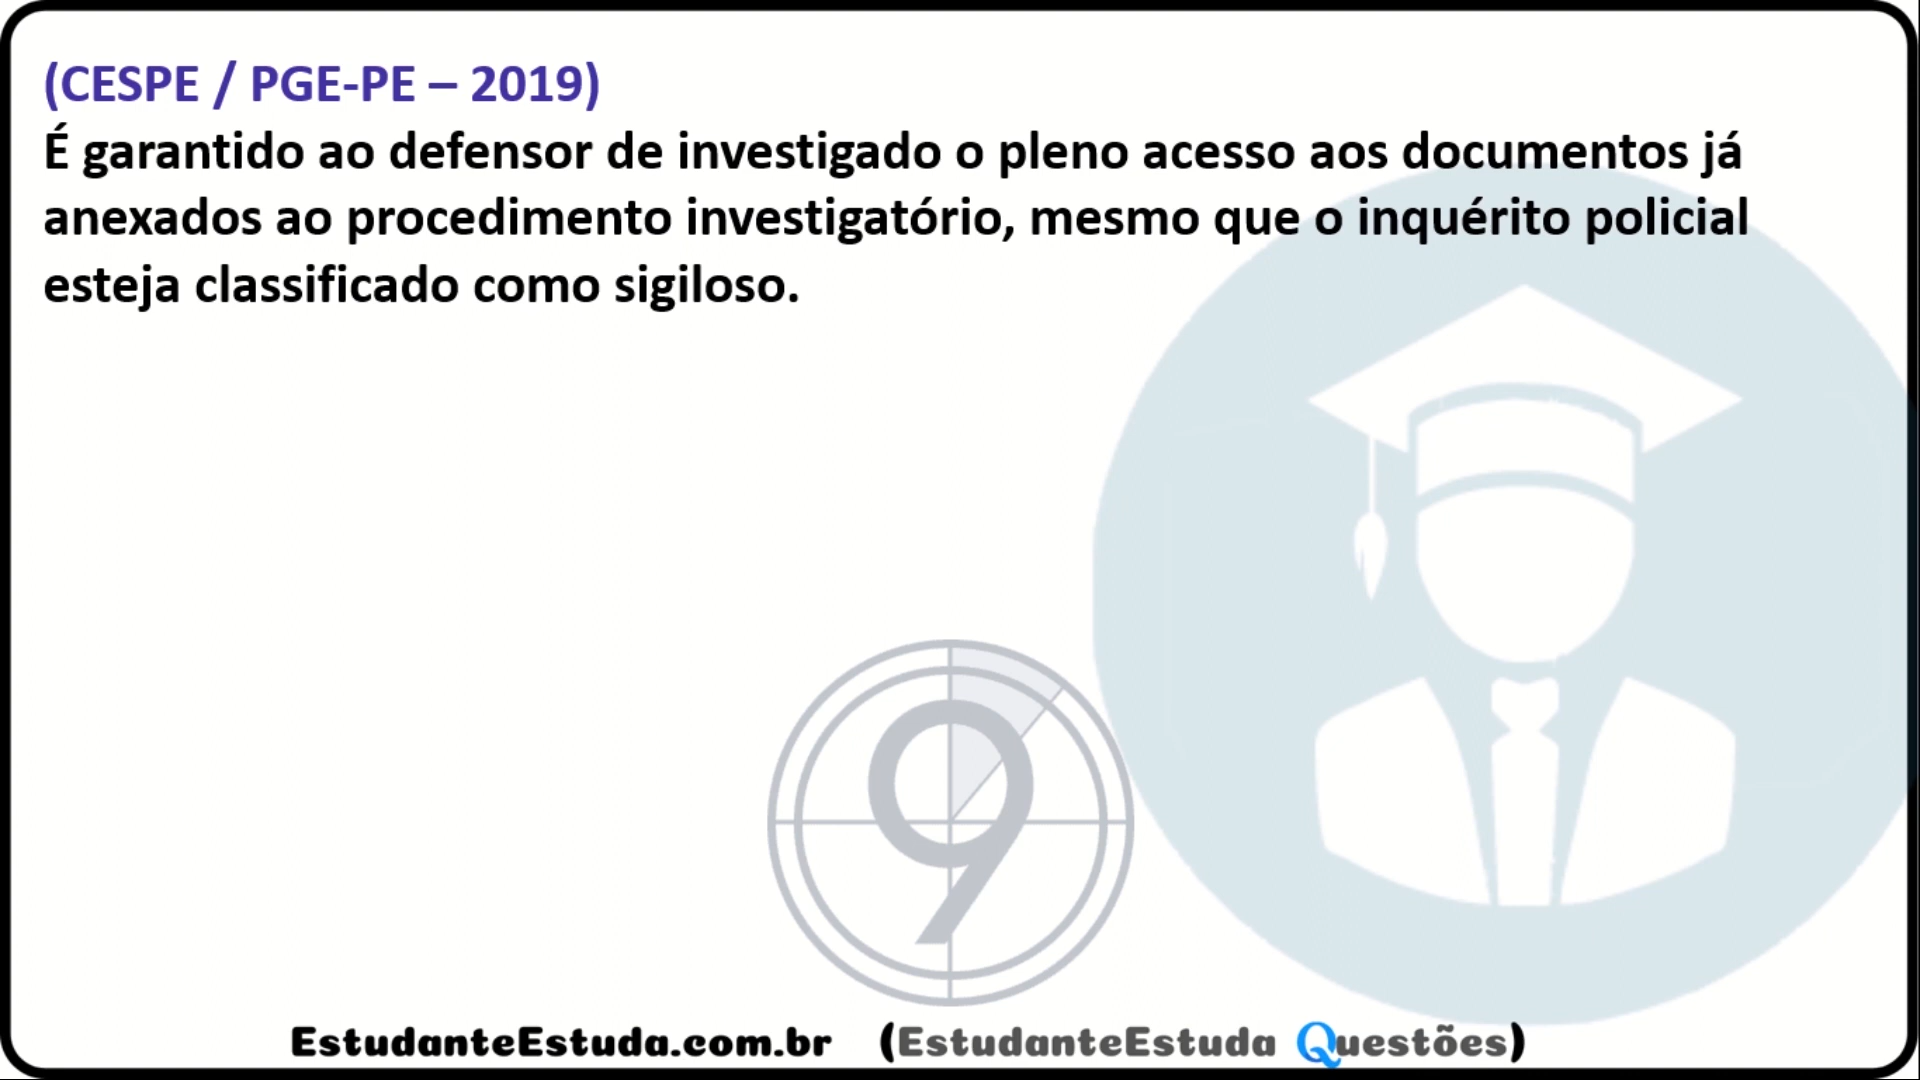 (CESPE / PGE-PE – 2019)
É garantido ao defensor de investigado o pleno acesso aos documentos já
anexados ao procedimento investigatório, mesmo que o inquérito policial
esteja classificado como sigiloso.
9
EstudanteEstuda.com.br (EstudanteEstuda Questões)